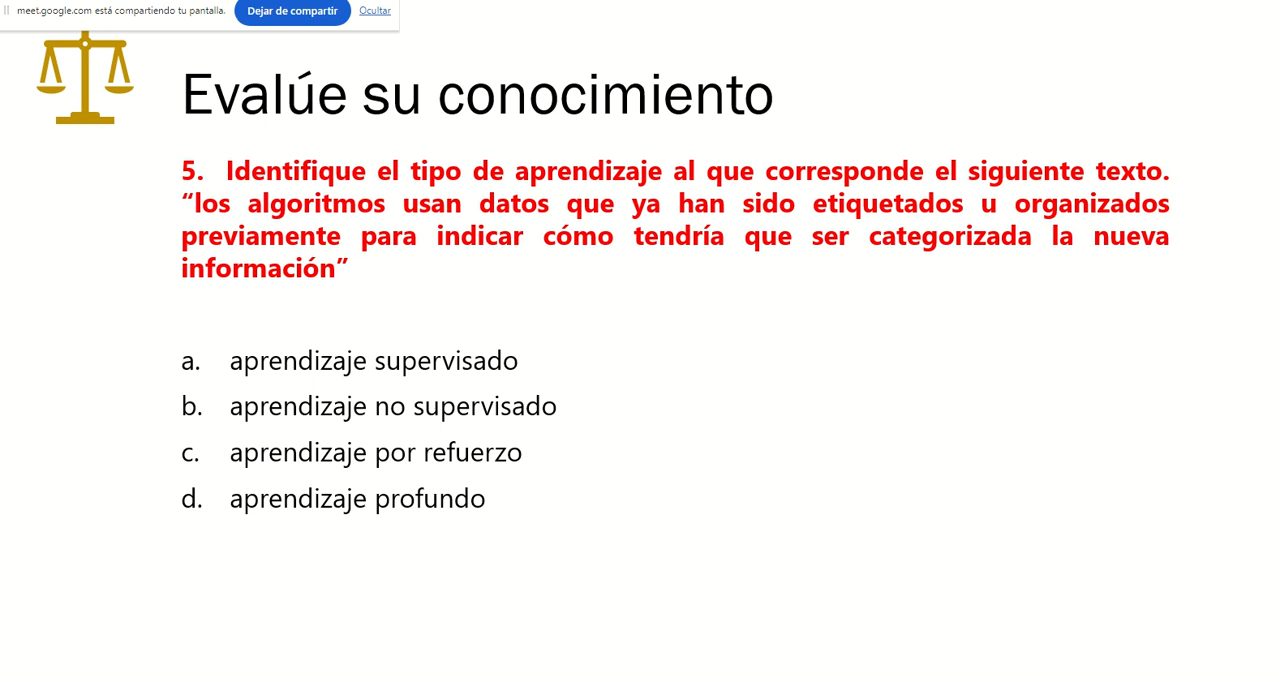 meet.google.com está compartiendo tu pantalla. Dejar de compartir Ocultar
Evalúe su conocimiento
5. Identifique el tipo de aprendizaje al que corresponde el siguiente texto.
“los algoritmos usan datos que ya han sido etiquetados u organizados
previamente para indicar cómo tendría que ser categorizada la nueva
información”
a. aprendizaje supervisado
b. aprendizaje no supervisado
c. aprendizaje por refuerzo
d. aprendizaje profundo